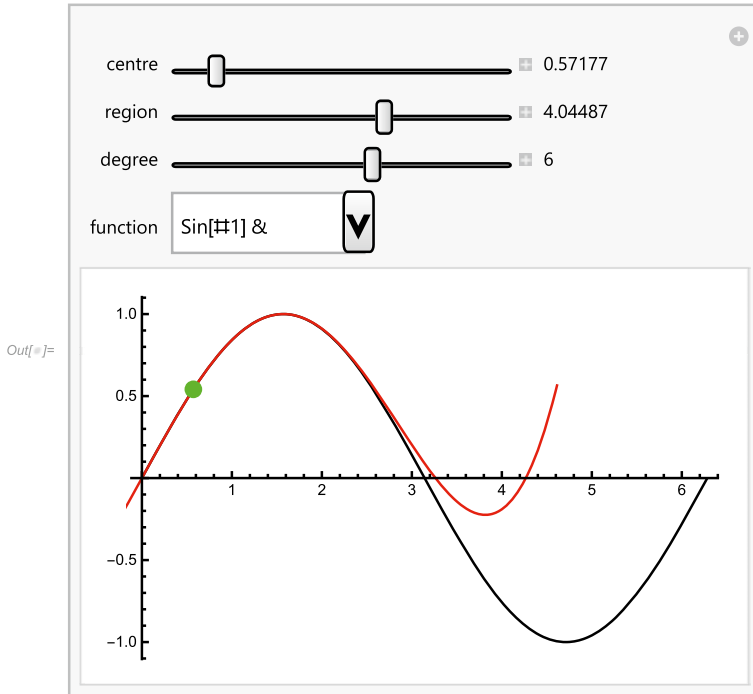 centre 0.57177
region 4.04487
degree 6
function Sin[#1] &
Out[]=
1.0
0.5
1 2 3 4 5 6
−0.5
−1.0